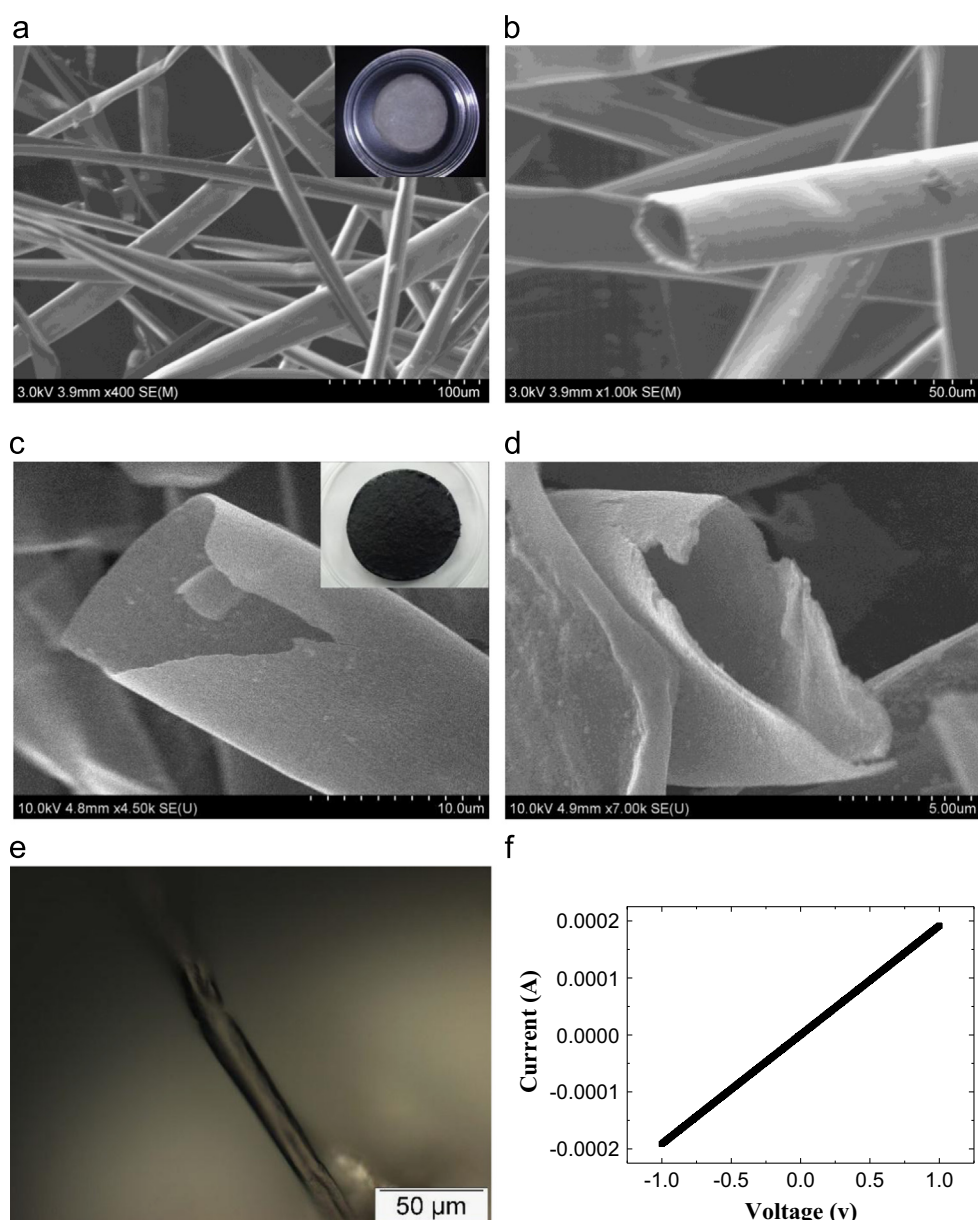 a
b
3.0kV 3.9mm x400 SE(M) 100um
3.0kV 3.9mm x1.00k SE(M) 50.0um
c
d
10.0kV 4.8mm x4.50k SE(U) 10.0um
10.0kV 4.9mm x7.00k SE(U) 5.00um
e
f
50 μm
Current (A)
0.0002
0.0001
0.0000
-0.0001
-0.0002
-1.0 -0.5 0.0 0.5 1.0
Voltage (v)